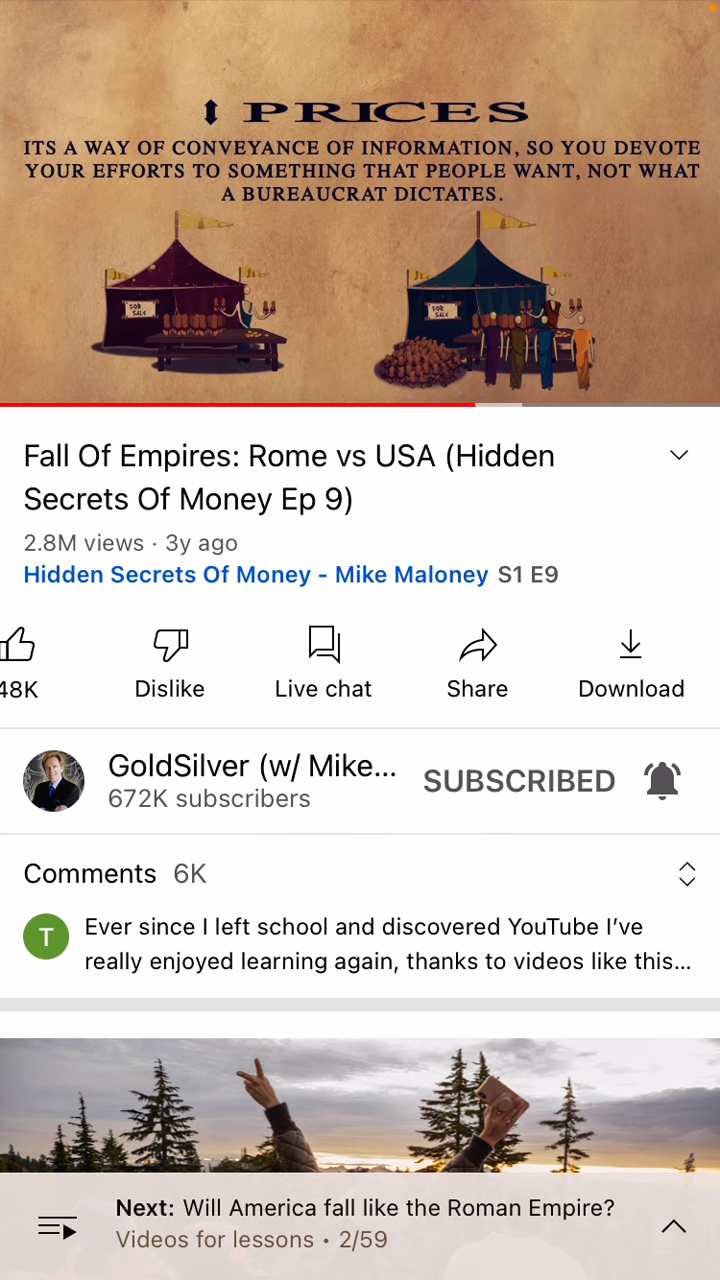 PRICES
ITS A WAY OF CONVEYANCE OF INFORMATION, SO YOU DEVOTE
YOUR EFFORTS TO SOMETHING THAT PEOPLE WANT, NOT WHAT
A BUREAUCRAT DICTATES.
FOR
SALE
FOR
SALE
Fall Of Empires: Rome vs USA (Hidden
Secrets Of Money Ep 9)
2.8M views · 3y ago
Hidden Secrets Of Money - Mike Maloney S1 E9
48K
Dislike
Live chat
Share
Download
GoldSilver (w/ Mike...
672K subscribers
SUBSCRIBED
Comments 6K
T
Ever since I left school and discovered YouTube I’ve
really enjoyed learning again, thanks to videos like this...
Next: Will America fall like the Roman Empire?
Videos for lessons • 2/59